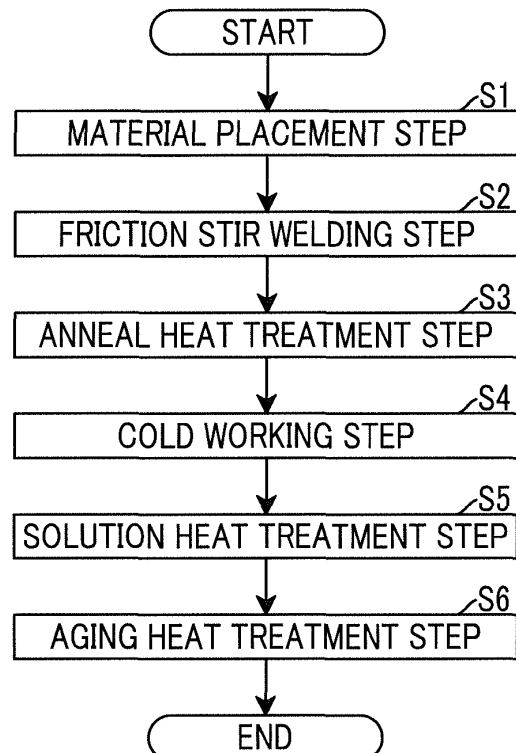 START
S1
MATERIAL PLACEMENT STEP
S2
FRICTION STIR WELDING STEP
S3
ANNEAL HEAT TREATMENT STEP
S4
COLD WORKING STEP
S5
SOLUTION HEAT TREATMENT STEP
S6
AGING HEAT TREATMENT STEP
END